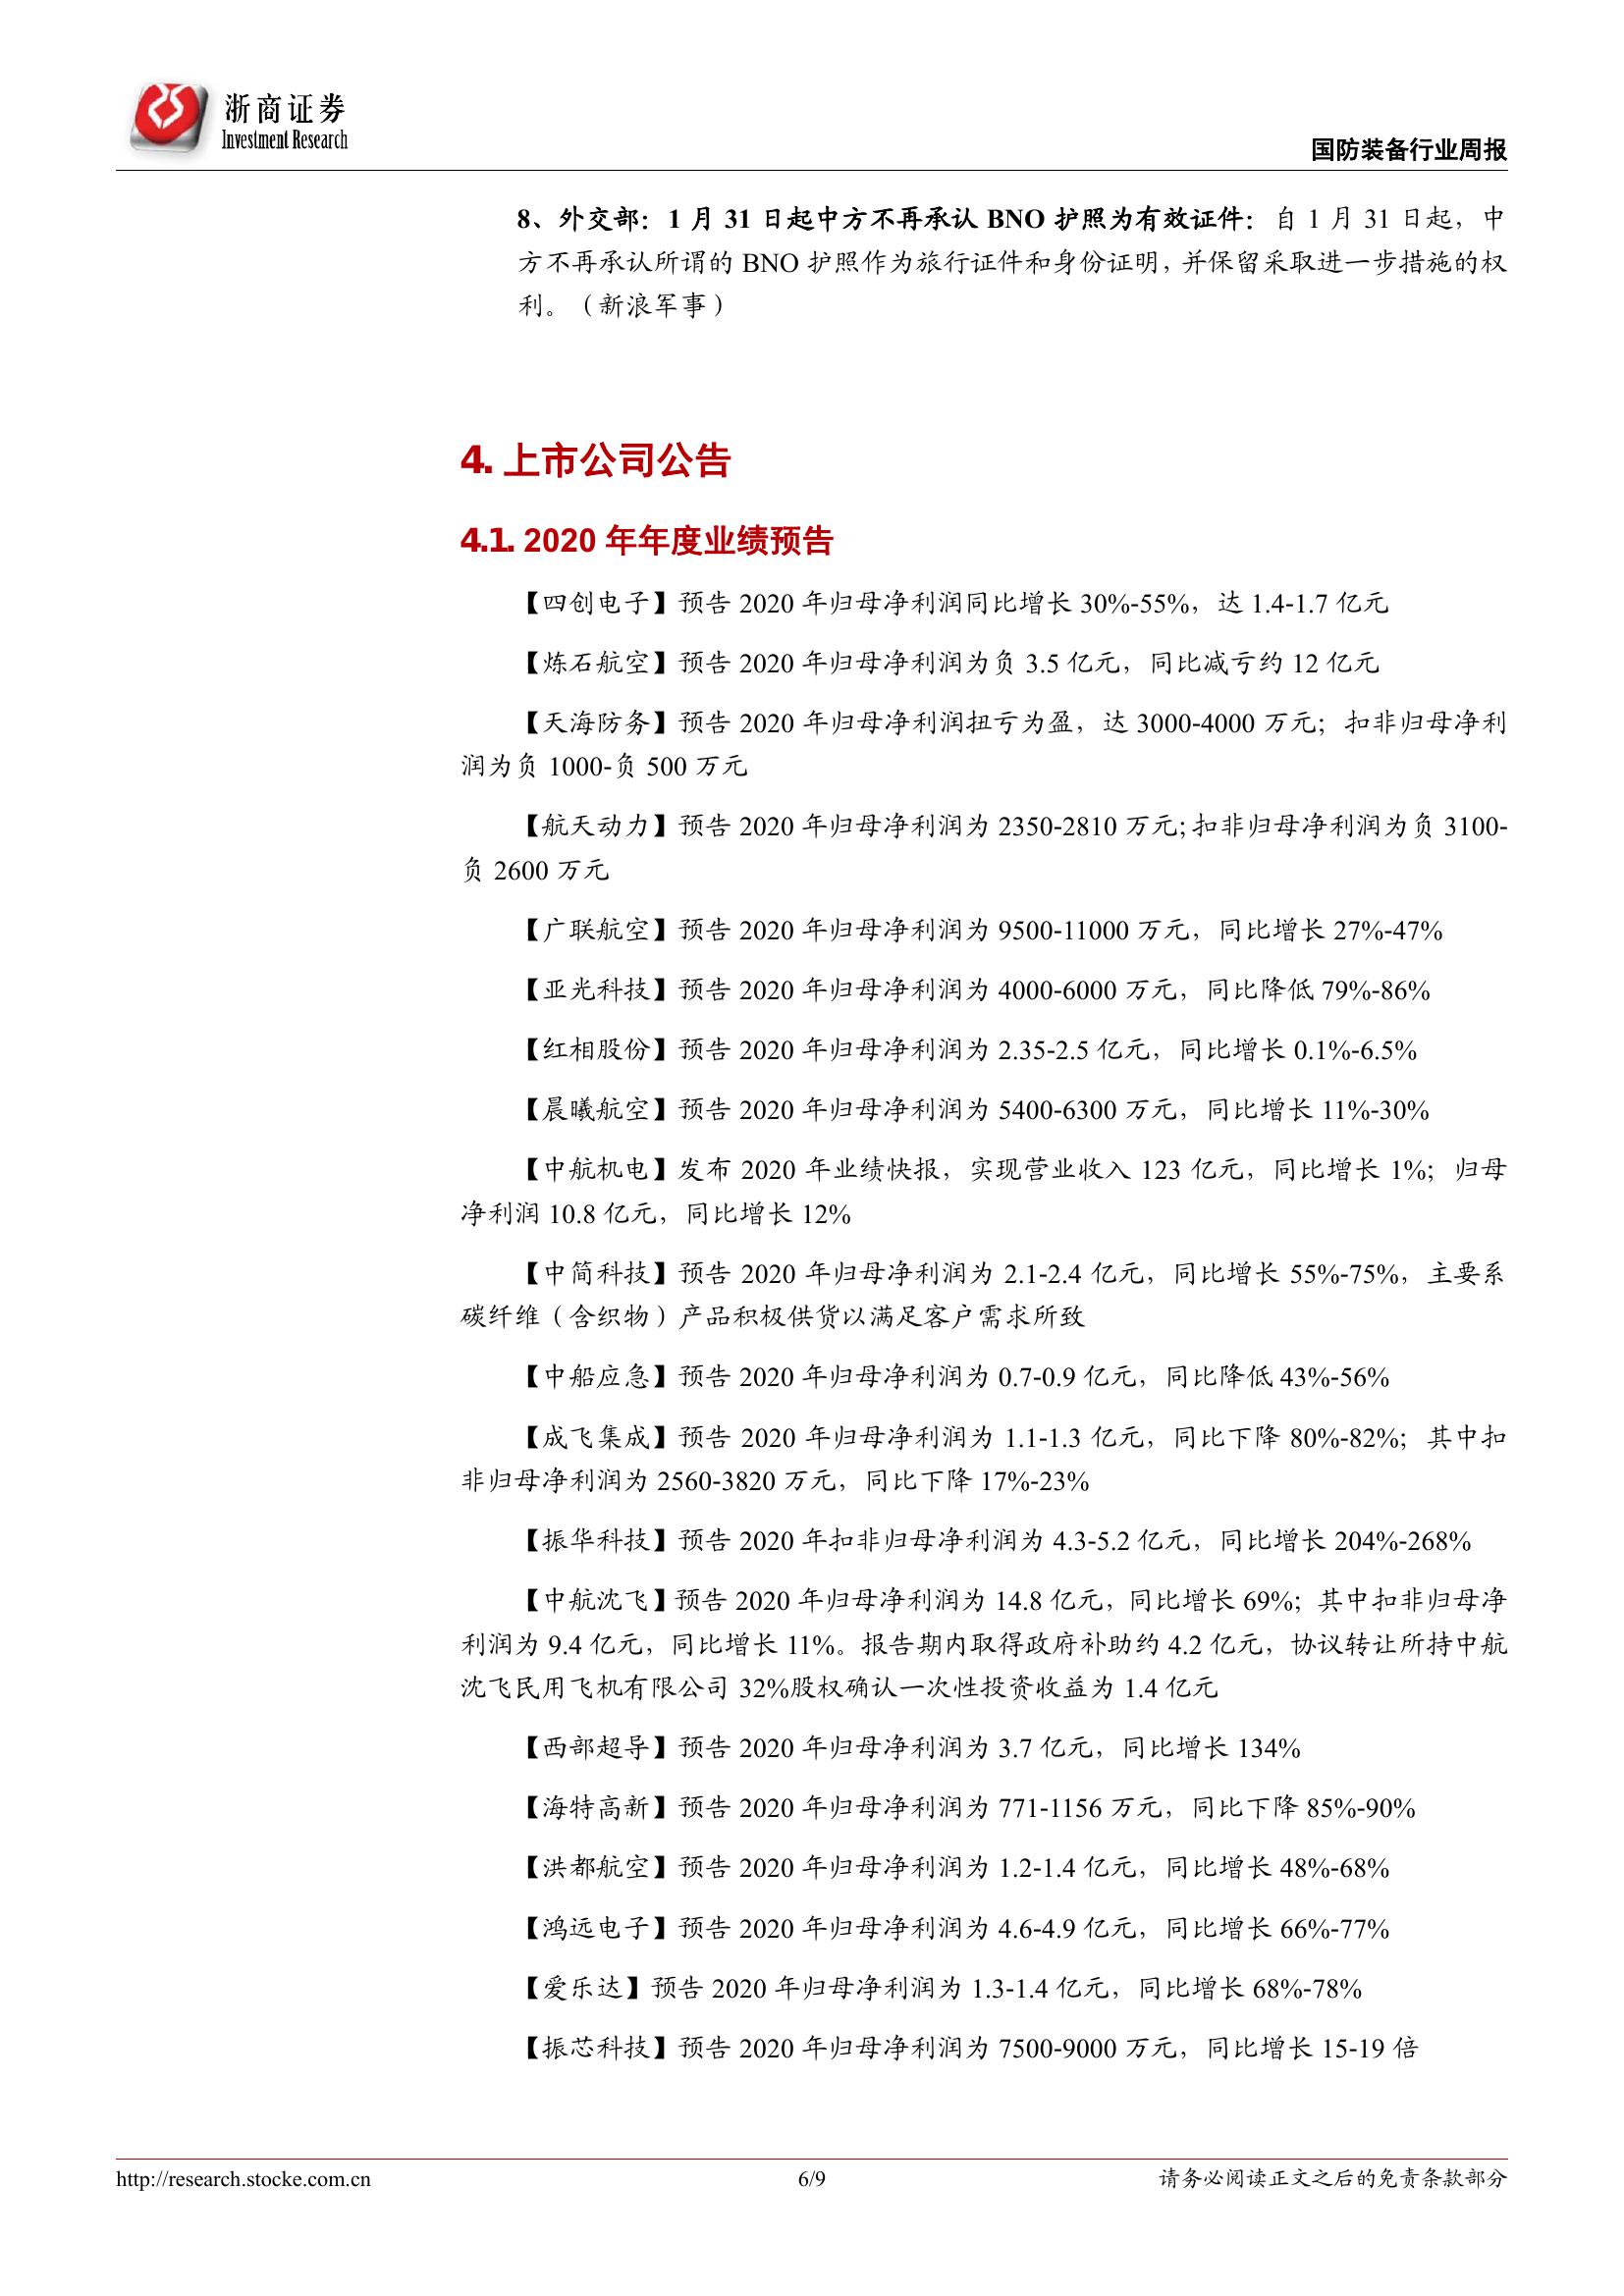 浙商证券
Investment Research
国防装备行业周报
8、外交部：1 月 31 日起中方不再承认 BNO 护照为有效证件：自 1 月 31 日起，中
方不再承认所谓的 BNO 护照作为旅行证件和身份证明，并保留采取进一步措施的权
利。（新浪军事）
4. 上市公司公告
4.1. 2020 年年度业绩预告
【四创电子】预告 2020 年归母净利润同比增长 30%-55%，达 1.4-1.7 亿元
【炼石航空】预告 2020 年归母净利润为负 3.5 亿元，同比减亏约 12 亿元
【天海防务】预告 2020 年归母净利润扭亏为盈，达 3000-4000 万元；扣非归母净利
润为负 1000-负 500 万元
【航天动力】预告 2020 年归母净利润为 2350-2810 万元；扣非归母净利润为负 3100-
负 2600 万元
【广联航空】预告 2020 年归母净利润为 9500-11000 万元，同比增长 27%-47%
【亚光科技】预告 2020 年归母净利润为 4000-6000 万元，同比降低 79%-86%
【红相股份】预告 2020 年归母净利润为 2.35-2.5 亿元，同比增长 0.1%-6.5%
【晨曦航空】预告 2020 年归母净利润为 5400-6300 万元，同比增长 11%-30%
【中航机电】发布 2020 年业绩快报，实现营业收入 123 亿元，同比增长 1%；归母
净利润 10.8 亿元，同比增长 12%
【中简科技】预告 2020 年归母净利润为 2.1-2.4 亿元，同比增长 55%-75%，主要系
碳纤维（含织物）产品积极供货以满足客户需求所致
【中船应急】预告 2020 年归母净利润为 0.7-0.9 亿元，同比降低 43%-56%
【成飞集成】预告 2020 年归母净利润为 1.1-1.3 亿元，同比下降 80%-82%；其中扣
非归母净利润为 2560-3820 万元，同比下降 17%-23%
【振华科技】预告 2020 年扣非归母净利润为 4.3-5.2 亿元，同比增长 204%-268%
【中航沈飞】预告 2020 年归母净利润为 14.8 亿元，同比增长 69%；其中扣非归母净
利润为 9.4 亿元，同比增长 11%。报告期内取得政府补助约 4.2 亿元，协议转让所持中航
沈飞民用飞机有限公司 32%股权确认一次性投资收益为 1.4 亿元
【西部超导】预告 2020 年归母净利润为 3.7 亿元，同比增长 134%
【海特高新】预告 2020 年归母净利润为 771-1156 万元，同比下降 85%-90%
【洪都航空】预告 2020 年归母净利润为 1.2-1.4 亿元，同比增长 48%-68%
【鸿远电子】预告 2020 年归母净利润为 4.6-4.9 亿元，同比增长 66%-77%
【爱乐达】预告 2020 年归母净利润为 1.3-1.4 亿元，同比增长 68%-78%
【振芯科技】预告 2020 年归母净利润为 7500-9000 万元，同比增长 15-19 倍
http://research.stocke.com.cn
6/9
请务必阅读正文之后的免责条款部分